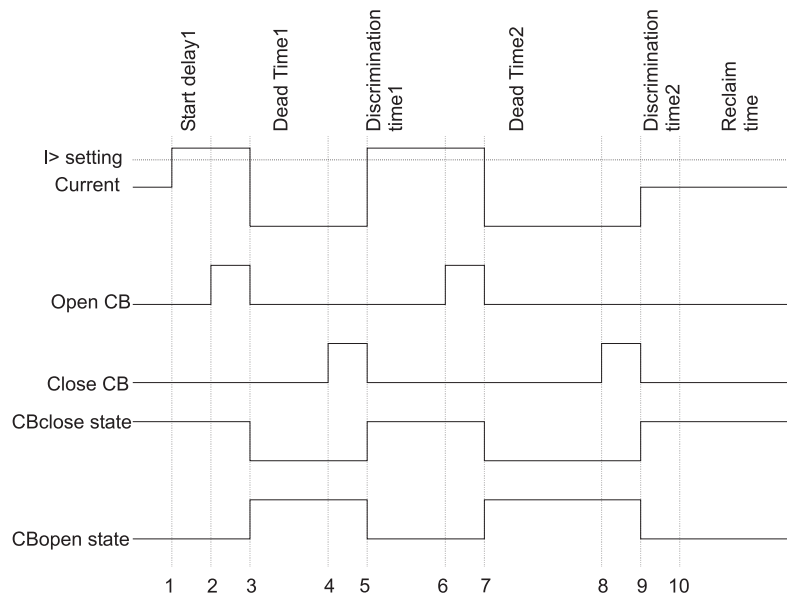 Start delay1
Dead Time1
Discrimination
time1
Dead Time2
Discrimination
time2
Reclaim
time
I> setting
Current
Open CB
Close CB
CBclose state
CBopen state
1 2 3 4 5 6 7 8 9 10